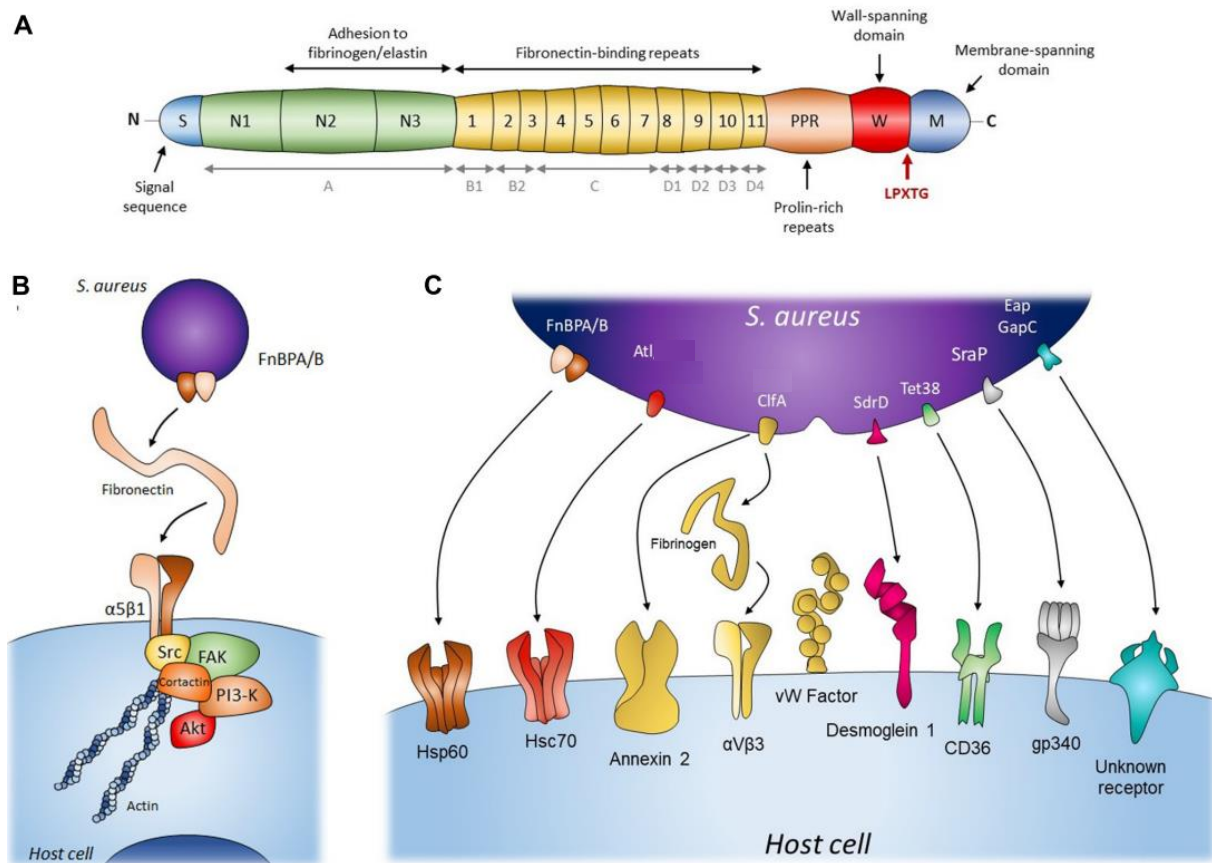 A
Adhesion to
fibrinogen/elastin
Fibronectin-binding repeats
Wall-spanning
domain
Membrane-spanning
domain
N
S
N1
N2
N3
1
2
3
4
5
6
7
8
9
10
11
PPR
W
M
C
A
B1
B2
C
D1
D2
D3
D4
LPXTG
Signal
sequence
Prolin-rich
repeats
B
S. aureus
FnBPA/B
Fibronectin
α5β1
Src
FAK
Cortactin
PI3-K
Akt
Actin
Host cell
C
S. aureus
FnBPA/B
Atl
ClfA
SdrD
Tet38
SraP
Eap
GapC
Fibrinogen
Hsp60
Hsc70
Annexin 2
αVβ3
vW Factor
Desmoglein 1
CD36
gp340
Unknown
receptor
Host cell